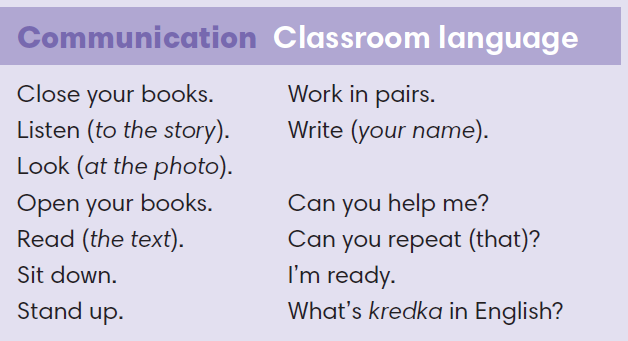 Communication Classroom language
Close your books.
Listen (to the story).
Look (at the photo).
Open your books.
Read (the text).
Sit down.
Stand up.
Work in pairs.
Write (your name).
Can you help me?
Can you repeat (that)?
I'm ready.
What's kredka in English?